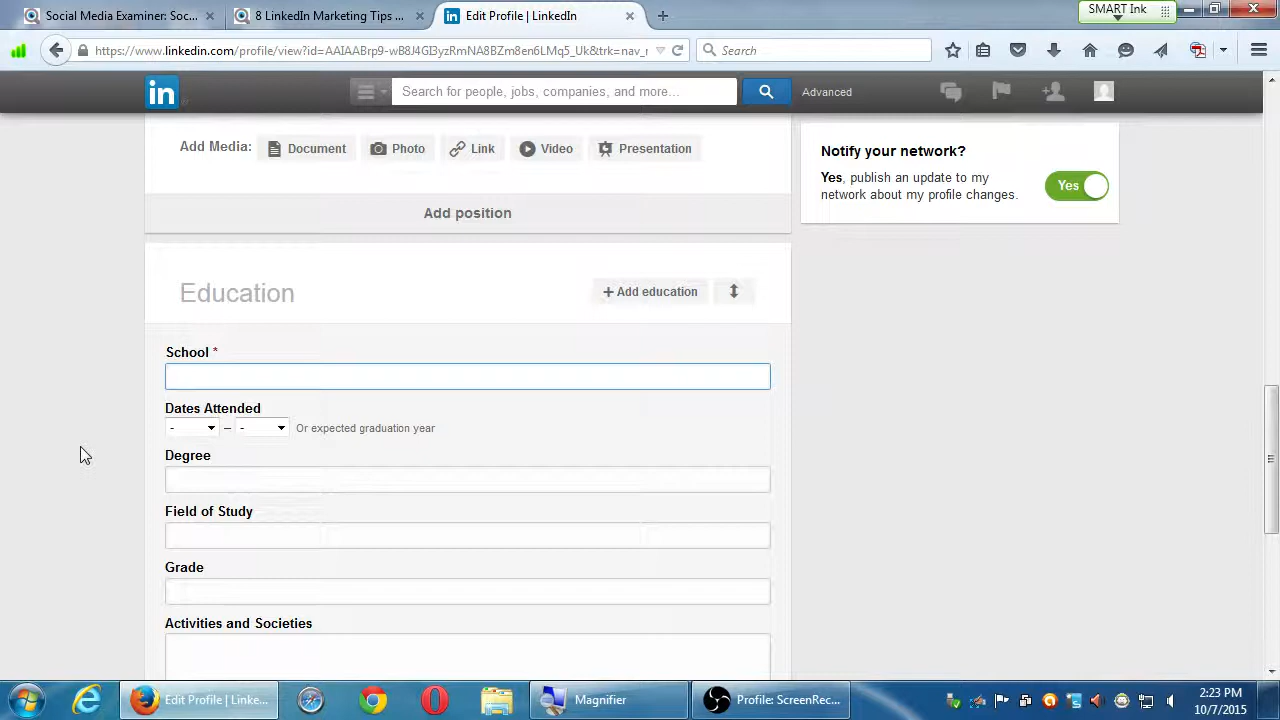 Social Media Examiner: Soci...
8 LinkedIn Marketing Tips ...
Edit Profile | LinkedIn
SMART Ink
https://www.linkedin.com/profile/view?id=AAIAABrp9-wB8J4GI3yzRmNA8BZm8en6LMq5_Uk&trk=nav_r
Search
in
Search for people, jobs, companies, and more...
Advanced
Add Media:
Document
Photo
Link
Video
Presentation
Notify your network?
Yes, publish an update to my
network about my profile changes.
Yes
Add position
Education
+ Add education
School *
Dates Attended
- – - Or expected graduation year
Degree
Field of Study
Grade
Activities and Societies
Edit Profile | Linke...
Magnifier
Profile: ScreenRec...
2:23 PM
10/7/2015